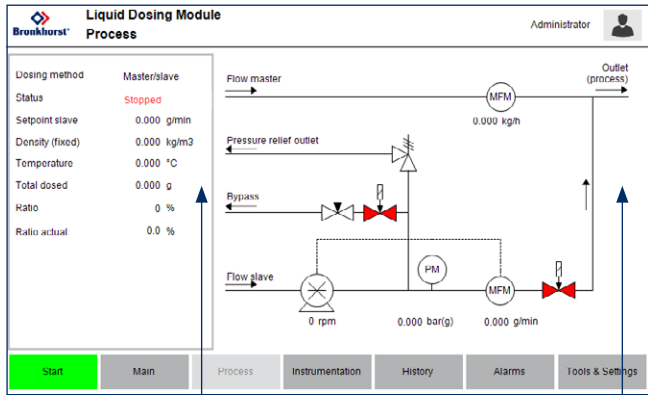 Liquid Dosing Module
Bronkhorst®
Process
Administrator
Dosing method Master/slave
Status Stopped
Setpoint slave 0.000 g/min
Density (fixed) 0.000 kg/m3
Temperature 0.000 °C
Total dosed 0.000 g
Ratio 0 %
Ratio actual 0.0 %
Flow master
MFM
0.000 kg/h
Outlet
(process)
Pressure relief outlet
Bypass
Flow slave
PM
MFM
0 rpm
0.000 bar(g)
0.000 g/min
Start Main Process Instrumentation History Alarms Tools & Settings